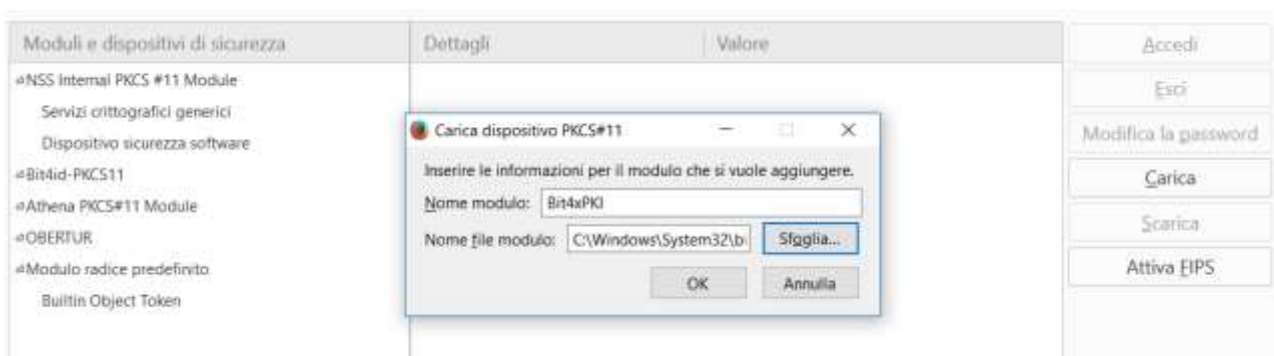 Moduli e dispositivi di sicurezza
Dettagli
Valore
NSS Internal PKCS #11 Module
Servizi crittografici generici
Dispositivo sicurezza software
Bit4id-PKCS11
Athena PKCS#11 Module
OBERTUR
Modulo radice predefinito
Builtin Object Token
Carica dispositivo PKCS#11
Inserire le informazioni per il modulo che si vuole aggiungere.
Nome modulo: Bit4xPKI
Nome file modulo: C:\Windows\System32\b Sfoglia...
OK Annulla
Accedi
Esci
Modifica la password
Carica
Scarica
Attiva FIPS